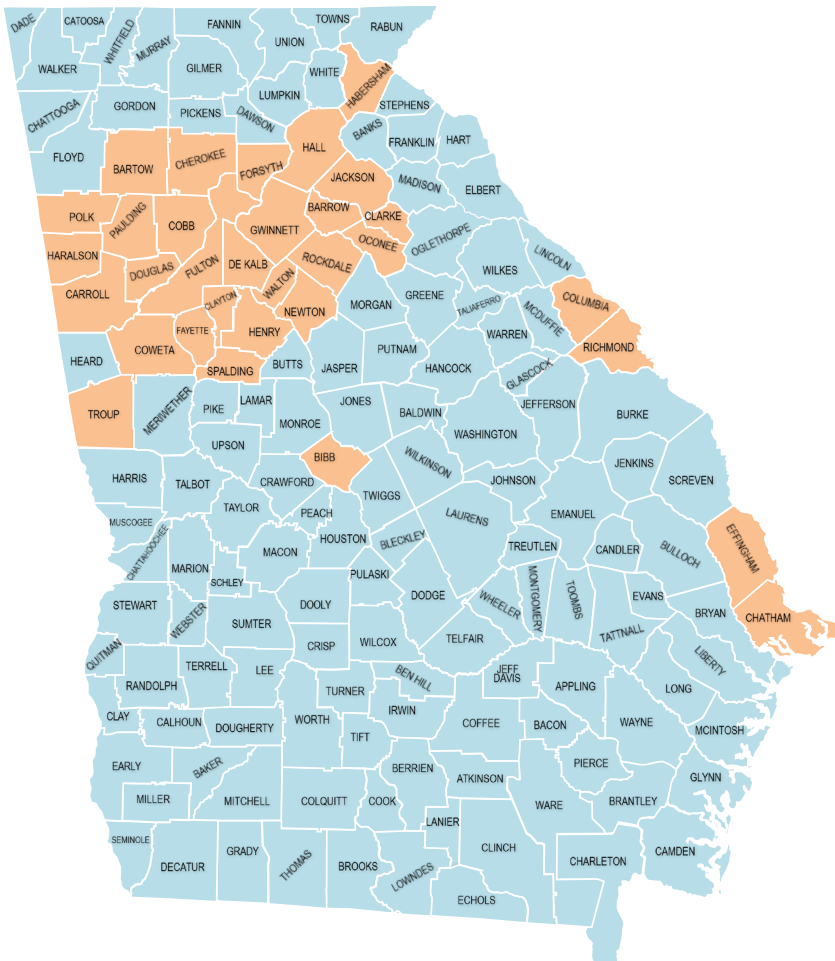 DADE
CATOOSA
WHITFIELD
MURRAY
FANNIN
UNION
TOWNS
RABUN
WALKER
GILMER
WHITE
HABERSHAM
LUMPKIN
STEPHENS
CHATTOOGA
GORDON
PICKENS
DAWSON
BANKS
FRANKLIN
HART
HALL
FLOYD
BARTOW
CHEROKEE
FORSYTH
JACKSON
MADISON
ELBERT
POLK
PAULDING
COBB
GWINNETT
BARROW
CLARKE
OCONEE
OGLETHORPE
WILKES
LINCOLN
HARALSON
DOUGLAS
FULTON
DE KALB
ROCKDALE
WALTON
CARROLL
CLAYTON
NEWTON
MORGAN
GREENE
TALIAFERRO
MCDUFFIE
COLUMBIA
FAYETTE
HENRY
COWETA
WARREN
RICHMOND
HEARD
SPALDING
BUTTS
JASPER
PUTNAM
HANCOCK
GLASCOCK
TROUP
MERIWETHER
PIKE
LAMAR
MONROE
JONES
BALDWIN
JEFFERSON
BURKE
UPSON
BIBB
WILKINSON
WASHINGTON
HARRIS
TALBOT
CRAWFORD
TWIGGS
JOHNSON
JENKINS
SCREVEN
MUSCOGEE
TAYLOR
PEACH
LAURENS
EMANUEL
CHATTAHOOCHEE
MACON
HOUSTON
BLECKLEY
TREUTLEN
CANDLER
BULLOCH
EFFINGHAM
MARION
SCHLEY
PULASKI
STEWART
WEBSTER
DOOLY
DODGE
WHEELER
MONTGOMERY
TOOMBS
EVANS
BRYAN
CHATHAM
SUMTER
CRISP
WILCOX
TELFAIR
TATTNALL
QUITMAN
TERRELL
LEE
BEN HILL
JEFF
DAVIS
LIBERTY
RANDOLPH
TURNER
APPLING
LONG
CLAY
CALHOUN
DOUGHERTY
WORTH
IRWIN
COFFEE
BACON
WAYNE
MCINTOSH
TIFT
EARLY
BAKER
BERRIEN
ATKINSON
PIERCE
GLYNN
MILLER
MITCHELL
COLQUITT
COOK
WARE
BRANTLEY
SEMINOLE
LANIER
DECATUR
GRADY
THOMAS
BROOKS
LOWNDES
CLINCH
CHARLETON
CAMDEN
ECHOLS